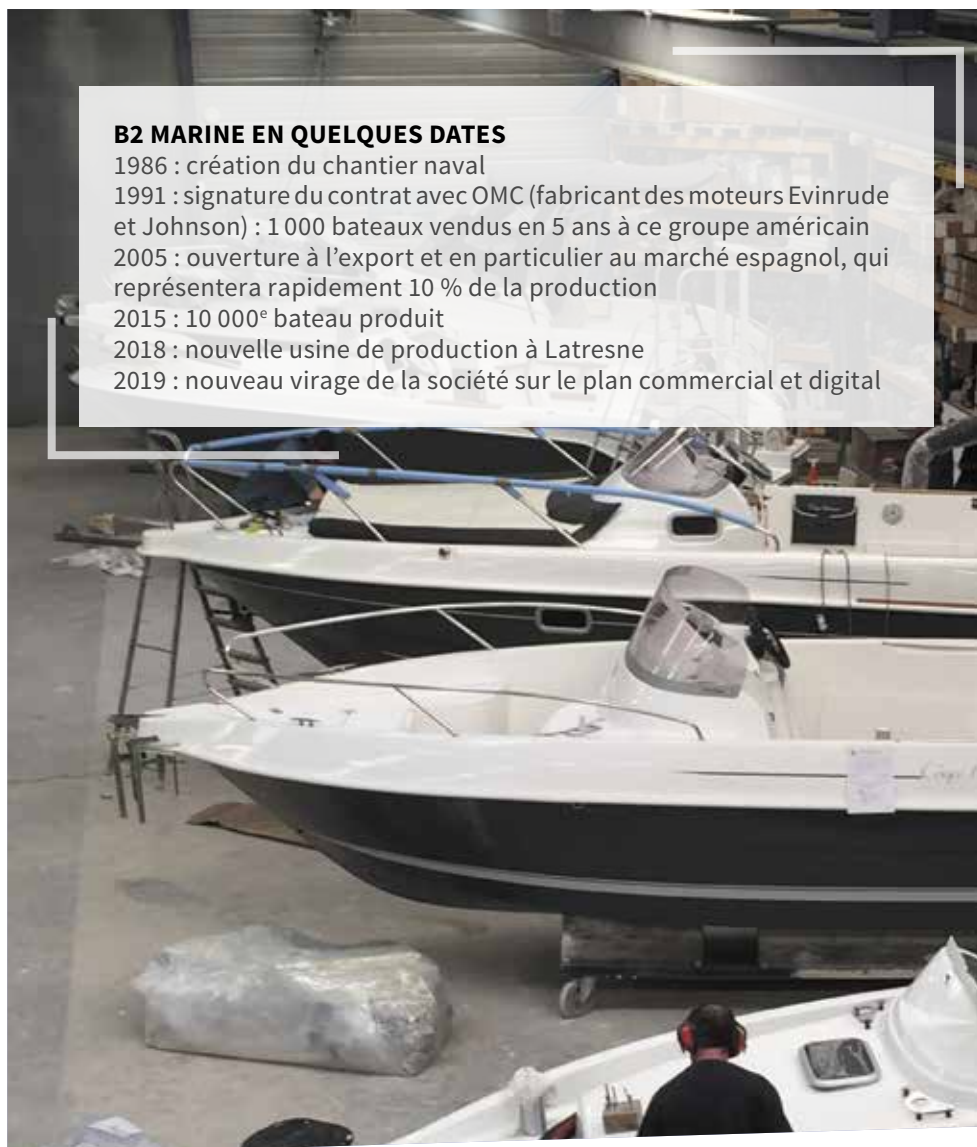 B2 MARINE EN QUELQUES DATES
1986 : création du chantier naval
1991 : signature du contrat avec OMC (fabricant des moteurs Evinrude
et Johnson) : 1 000 bateaux vendus en 5 ans à ce groupe américain
2005 : ouverture à l’export et en particulier au marché espagnol, qui
représentera rapidement 10 % de la production
2015 : 10 000e bateau produit
2018 : nouvelle usine de production à Latresne
2019 : nouveau virage de la société sur le plan commercial et digital